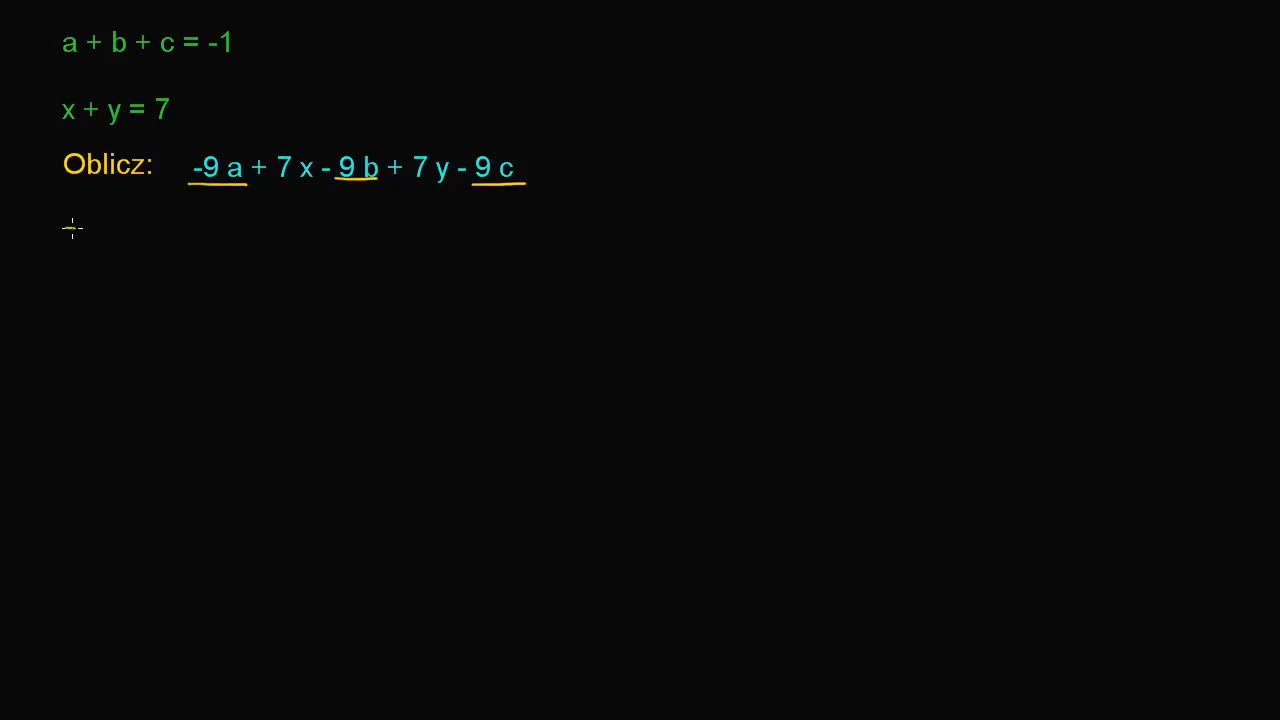 a + b + c = -1
x + y = 7
Oblicz: -9 a + 7 x - 9 b + 7 y - 9 c